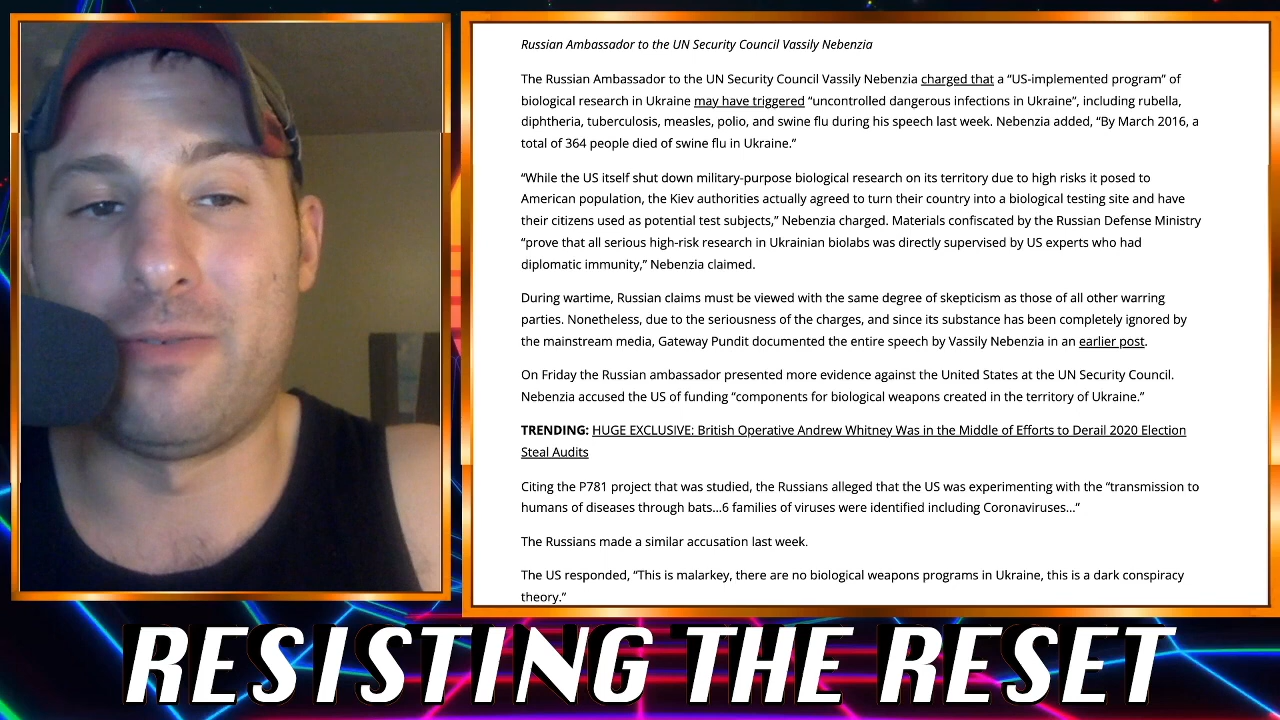 Russian Ambassador to the UN Security Council Vassily Nebenzia
The Russian Ambassador to the UN Security Council Vassily Nebenzia charged that a “US-implemented program” of
biological research in Ukraine may have triggered “uncontrolled dangerous infections in Ukraine”, including rubella,
diphtheria, tuberculosis, measles, polio, and swine flu during his speech last week. Nebenzia added, “By March 2016, a
total of 364 people died of swine flu in Ukraine.”
“While the US itself shut down military-purpose biological research on its territory due to high risks it posed to
American population, the Kiev authorities actually agreed to turn their country into a biological testing site and have
their citizens used as potential test subjects,” Nebenzia charged. Materials confiscated by the Russian Defense Ministry
“prove that all serious high-risk research in Ukrainian biolabs was directly supervised by US experts who had
diplomatic immunity,” Nebenzia claimed.
During wartime, Russian claims must be viewed with the same degree of skepticism as those of all other warring
parties. Nonetheless, due to the seriousness of the charges, and since its substance has been completely ignored by
the mainstream media, Gateway Pundit documented the entire speech by Vassily Nebenzia in an earlier post.
On Friday the Russian ambassador presented more evidence against the United States at the UN Security Council.
Nebenzia accused the US of funding “components for biological weapons created in the territory of Ukraine.”
TRENDING: HUGE EXCLUSIVE: British Operative Andrew Whitney Was in the Middle of Efforts to Derail 2020 Election
Steal Audits
Citing the P781 project that was studied, the Russians alleged that the US was experimenting with the “transmission to
humans of diseases through bats…6 families of viruses were identified including Coronaviruses…”
The Russians made a similar accusation last week.
The US responded, “This is malarkey, there are no biological weapons programs in Ukraine, this is a dark conspiracy
theory.“
RESISTING THE RESET